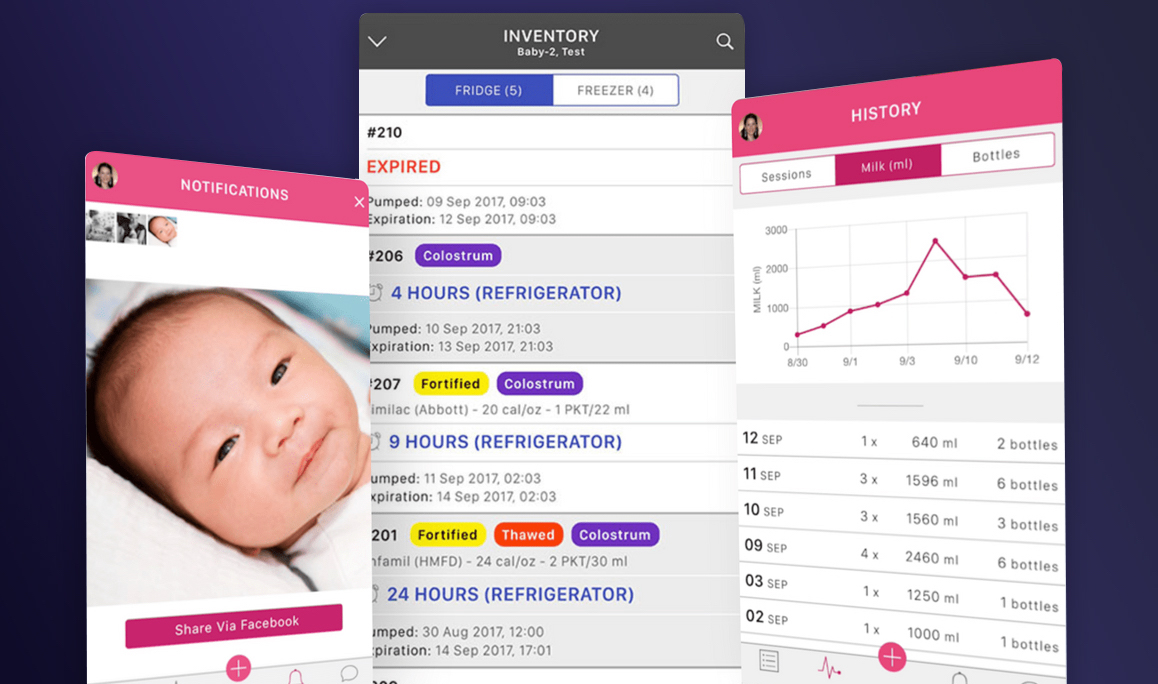 NOTIFICATIONS
Share Via Facebook
INVENTORY
Baby-2, Test
FRIDGE (5)
FREEZER (4)
#210
EXPIRED
Pumped: 09 Sep 2017, 09:03
Expiration: 12 Sep 2017, 09:03
#206 Colostrum
4 HOURS (REFRIGERATOR)
Pumped: 10 Sep 2017, 21:03
xpiration: 13 Sep 2017, 21:03
#207 Fortified Colostrum
imilac (Abbott) - 20 cal/oz - 1 PKT/22 ml
9 HOURS (REFRIGERATOR)
umped: 11 Sep 2017, 02:03
xpiration: 14 Sep 2017, 02:03
201 Fortified Thawed Colostrum
nfamil (HMFD) - 24 cal/oz - 2 PKT/30 ml
24 HOURS (REFRIGERATOR)
umped: 30 Aug 2017, 12:00
xpiration: 14 Sep 2017, 17:01
HISTORY
Sessions
Milk (ml)
Bottles
MILK (ml)
3000
2000
1000
0
8/30
9/1
9/3
9/10
9/12
12 SEP 1 x 640 ml 2 bottles
11 SEP 3 x 1596 ml 6 bottles
10 SEP 3 x 1560 ml 3 bottles
09 SEP 4 x 2460 ml 6 bottles
03 SEP 1 x 1250 ml 1 bottles
02 SEP 1 x 1000 ml 1 bottles